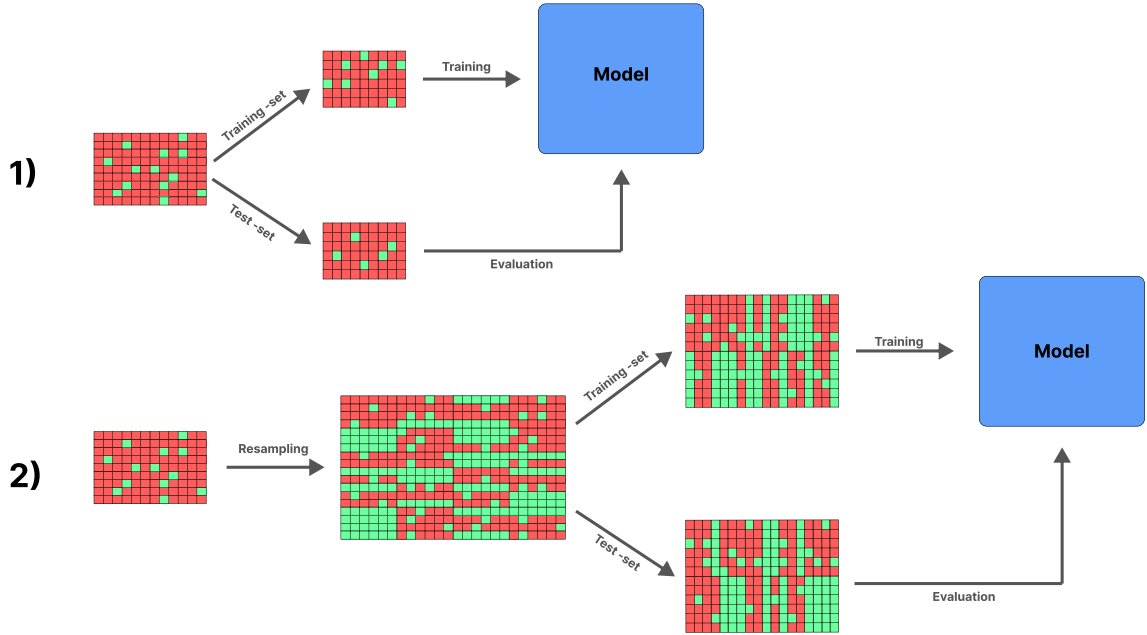 1)
Training -set
Training
Model
Test -set
Evaluation
2)
Resampling
Training -set
Training
Model
Test -set
Evaluation